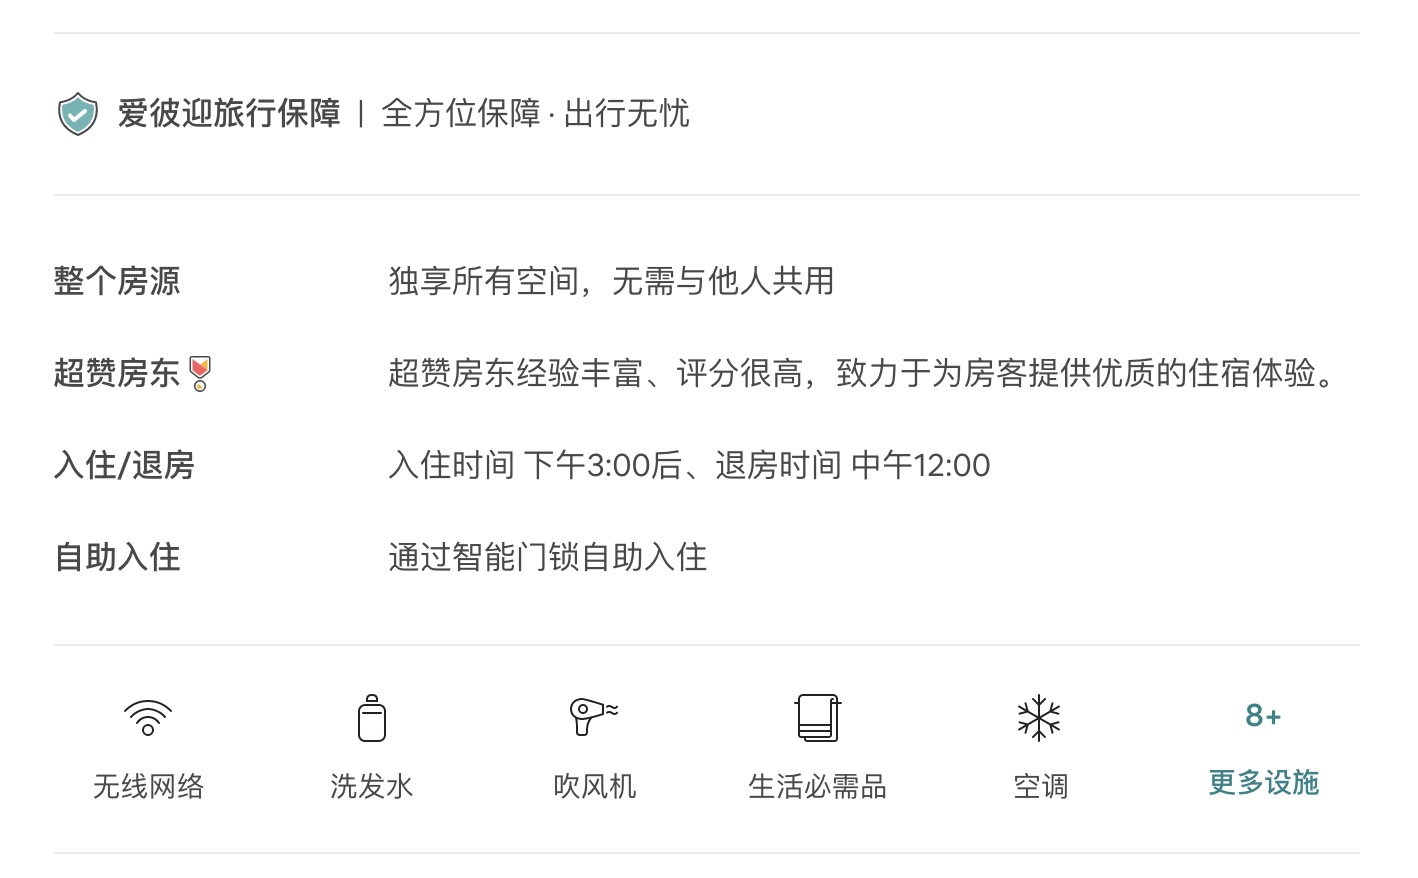 爱彼迎旅行保障 | 全方位保障 · 出行无忧
整个房源 独享所有空间，无需与他人共用
超赞房东 超赞房东经验丰富、评分很高，致力于为房客提供优质的住宿体验。
入住/退房 入住时间 下午3:00后、退房时间 中午12:00
自助入住 通过智能门锁自助入住
8+
无线网络 洗发水 吹风机 生活必需品 空调 更多设施